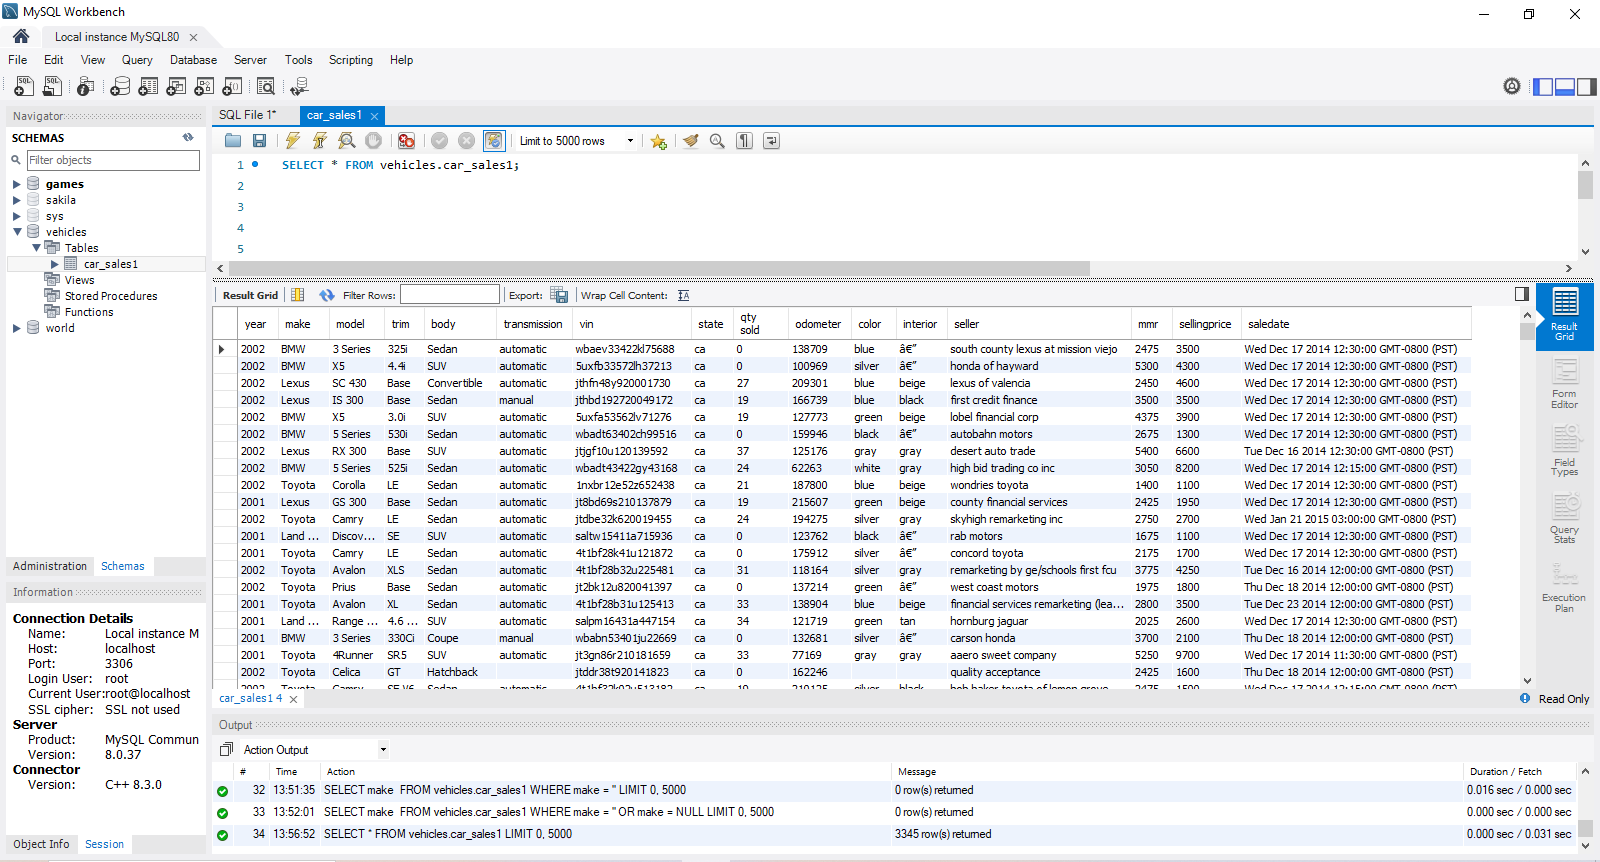 MySQL Workbench
Local instance MySQL80
File Edit View Query Database Server Tools Scripting Help
Navigator
SCHEMAS
Filter objects
games
sakila
sys
vehicles
Tables
car_sales1
Views
Stored Procedures
Functions
world
Administration Schemas
Information
Connection Details
Name: Local instance M
Host: localhost
Port: 3306
Login User: root
Current User:root@localhost
SSL cipher: SSL not used
Server
Product: MySQL Commun
Version: 8.0.37
Connector
Version: C++ 8.3.0
Object Info Session
SQL File 1* car_sales1
Limit to 5000 rows
1 SELECT * FROM vehicles.car_sales1;
2
3
4
5
Result Grid Filter Rows: Export: Wrap Cell Content:
year make model trim body transmission vin state qty sold odometer color interior seller mmr sellingprice saledate
2002 BMW 3 Series 325i Sedan automatic wbaev33422kl75688 ca 0 138709 blue â€” south county lexus at mission viejo 2475 3500 Wed Dec 17 2014 12:30:00 GMT-0800 (PST)
2002 BMW X5 4.4i SUV automatic 5uxfb33572lh37213 ca 0 100969 silver â€” honda of hayward 5300 4300 Wed Dec 17 2014 12:30:00 GMT-0800 (PST)
2002 Lexus SC 430 Base Convertible automatic jthfn48y920001730 ca 27 209301 blue beige lexus of valencia 2450 4600 Wed Dec 17 2014 12:30:00 GMT-0800 (PST)
2002 Lexus IS 300 Base Sedan manual jthbd192720049172 ca 19 166739 blue black first credit finance 3500 3500 Wed Dec 17 2014 12:30:00 GMT-0800 (PST)
2002 BMW X5 3.0i SUV automatic 5uxfa53562lv71276 ca 19 127773 green beige lobel financial corp 4375 3900 Wed Dec 17 2014 12:30:00 GMT-0800 (PST)
2002 BMW 5 Series 530i Sedan automatic wbadt63402ch99516 ca 0 159946 black â€” autobahn motors 2675 1300 Wed Dec 17 2014 12:30:00 GMT-0800 (PST)
2002 Lexus RX 300 Base SUV automatic jtjgf10u120139592 ca 37 125176 gray gray desert auto trade 5400 6600 Tue Dec 16 2014 12:30:00 GMT-0800 (PST)
2002 BMW 5 Series 525i Sedan automatic wbadt43422gy43168 ca 24 62263 white gray high bid trading co inc 3050 8200 Wed Dec 17 2014 12:15:00 GMT-0800 (PST)
2002 Toyota Corolla LE Sedan automatic 1nxbr12e52z652438 ca 21 187800 blue beige wondries toyota 1400 1100 Wed Dec 17 2014 12:30:00 GMT-0800 (PST)
2001 Lexus GS 300 Base Sedan automatic jt8bd69s210137879 ca 19 215607 green beige county financial services 2425 1950 Wed Dec 17 2014 12:30:00 GMT-0800 (PST)
2002 Toyota Camry LE Sedan automatic jtdbe32k620019455 ca 24 194275 silver gray skyhigh remarketing inc 2750 2700 Wed Jan 21 2015 03:00:00 GMT-0800 (PST)
2001 Land ... Discov... SE SUV automatic saltw15411a715936 ca 0 123762 black â€” rab motors 1675 1100 Wed Dec 17 2014 12:30:00 GMT-0800 (PST)
2001 Toyota Camry LE Sedan automatic 4t1bf28k41u121872 ca 0 175912 silver â€” concord toyota 2175 1700 Wed Dec 17 2014 12:30:00 GMT-0800 (PST)
2002 Toyota Avalon XLS Sedan automatic 4t1bf28b32u225481 ca 31 118164 silver gray remarketing by ge/schools first fcu 3775 4250 Tue Dec 16 2014 12:00:00 GMT-0800 (PST)
2002 Toyota Prius Base Sedan automatic jt2bk12u820041397 ca 0 137214 green â€” west coast motors 1975 1800 Thu Dec 18 2014 12:00:00 GMT-0800 (PST)
2001 Toyota Avalon XL Sedan automatic 4t1bf28b31u125413 ca 33 138904 blue beige financial services remarketing (lea... 2800 3500 Tue Dec 23 2014 12:00:00 GMT-0800 (PST)
2001 Land ... Range ... 4.6 ... SUV automatic salpm16431a447154 ca 34 121719 green tan hornburg jaguar 2025 2600 Wed Dec 17 2014 12:30:00 GMT-0800 (PST)
2001 BMW 3 Series 330Ci Coupe manual wbabn53401ju22669 ca 0 132681 silver â€” carson honda 3700 2100 Thu Dec 18 2014 12:00:00 GMT-0800 (PST)
2001 Toyota 4Runner SR5 SUV automatic jt3gn86r210181659 ca 33 77169 gray gray aaero sweet company 5250 9700 Wed Dec 17 2014 11:30:00 GMT-0800 (PST)
2002 Toyota Celica GT Hatchback jtddr38t920141823 ca 0 162246 quality acceptance 2425 1600 Thu Dec 18 2014 12:00:00 GMT-0800 (PST)
Result Grid
Form Editor
Field Types
Query Stats
Execution Plan
car_sales1 4
Read Only
Output
Action Output
# Time Action Message Duration / Fetch
32 13:51:35 SELECT make FROM vehicles.car_sales1 WHERE make = '' LIMIT 0, 5000 0 row(s) returned 0.016 sec / 0.000 sec
33 13:52:01 SELECT make FROM vehicles.car_sales1 WHERE make = '' OR make = NULL LIMIT 0, 5000 0 row(s) returned 0.000 sec / 0.000 sec
34 13:56:52 SELECT * FROM vehicles.car_sales1 LIMIT 0, 5000 3345 row(s) returned 0.000 sec / 0.031 sec